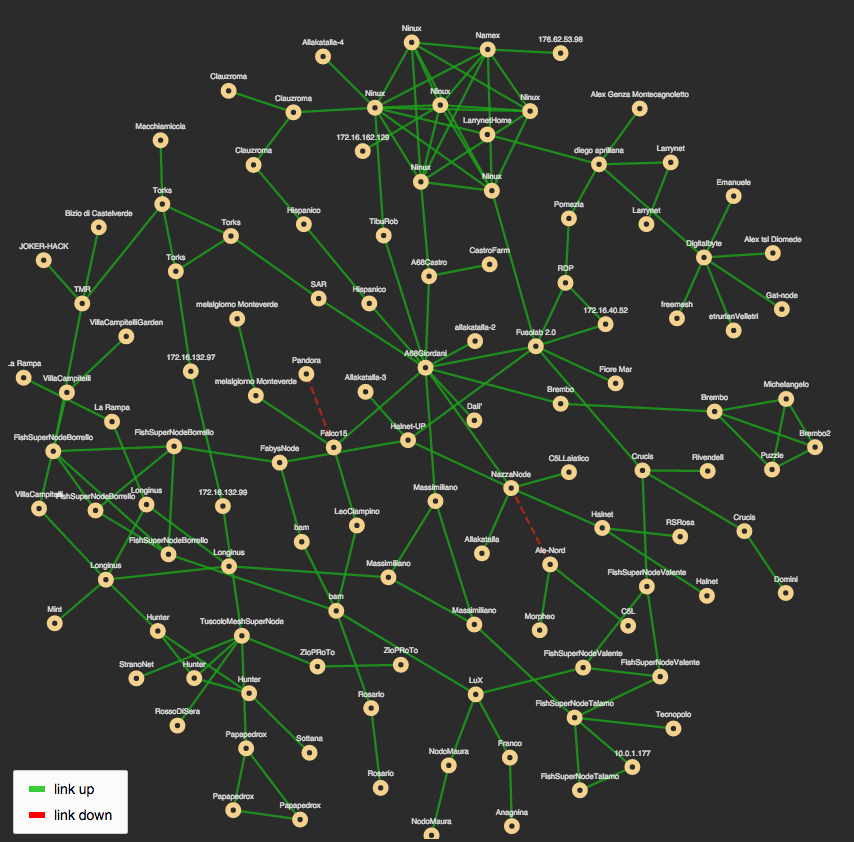 Ninux
Namex
176.62.53.98
Allakatalla-4
Clauzroma
Ninux
Ninux
Ninux
Alex Genza Montecagnoletto
Clauzroma
LarrynetHome
Macchiamiccia
172.16.162.129
Clauzroma
diego apriliana
Larrynet
Ninux
Ninux
Emanuele
Torks
Bizio di Castelverde
Hispanico
TibuRob
Pomezia
Larrynet
Torks
JOKER-HACK
Torks
A68Castro
CastroFarm
Digitalbyte
Alex tsl Diomede
RDP
TMR
SAR
Hispanico
melalgiorno Monteverde
172.16.40.52
freemesh
Gat-node
etrurianVelletri
VillaCampitelliGarden
allakatalla-2
Fusolab 2.0
.a Rampa
VillaCampitelli
172.16.132.97
Pandora
A68Giordani
melalgiorno Monteverde
Allakatalla-3
Fiore Mar
Brembo
Brembo
Michelangelo
La Rampa
Dali'
FishSuperNodeBorrello
FishSuperNodeBorrello
Falco15
Halnet-UP
Brembo2
FabysNode
Puzzle
C5LLaiatico
Crucis
Rivendell
NazzaNode
VillaCampitelli
FishSuperNodeBorrello
Longinus
172.16.132.99
Massimiliano
LeoCiampino
Halnet
RSRosa
Crucis
bam
FishSuperNodeBorrello
Allakatalla
Ale-Nord
Longinus
Longinus
Massimiliano
FishSuperNodeValente
Halnet
Domini
Mint
Hunter
bam
Massimiliano
Morpheo
C5L
TuscoloMeshSuperNode
StranoNet
Hunter
ZioPRoTo
ZioPRoTo
FishSuperNodeValente
FishSuperNodeValente
Hunter
LuX
RossoDiSera
Rosario
FishSuperNodeTalamo
Tecnopolo
Papapedrox
Sottana
NodoMaura
Franco
10.0.1.177
Rosario
FishSuperNodeTalamo
Papapedrox
Papapedrox
NodoMaura
Anagnina
link up
link down